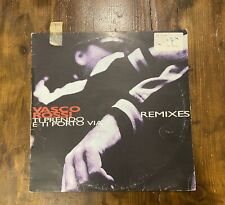 VASCO
ROSSI
TI PRENDO
E TI PORTO VIA
REMIXES